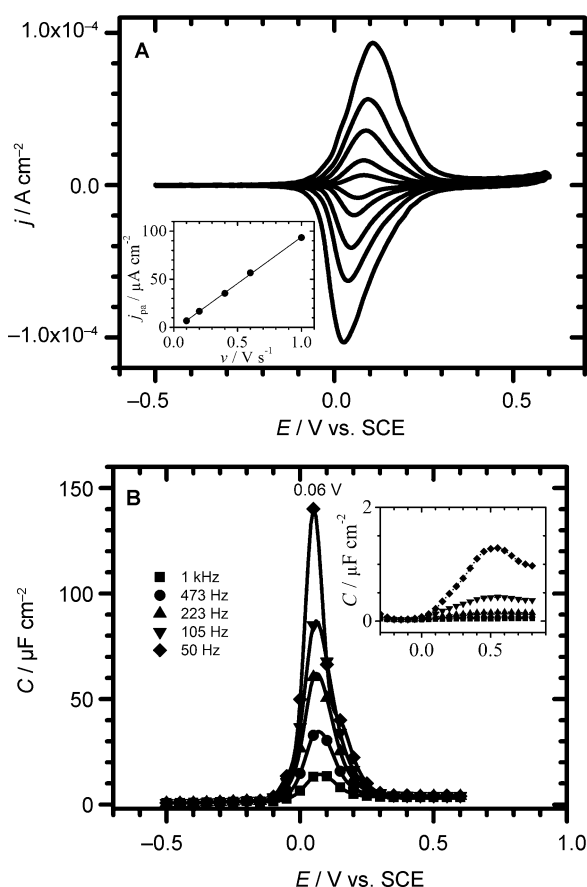 1.0x10⁻⁴
A
0.0
j / A cm⁻²
–1.0x10⁻⁴
100
50
0
j_pa / µA cm⁻²
0.0 0.5 1.0
v / V s⁻¹
–0.5 0.0 0.5
E / V vs. SCE
150
B
0.06 V
100
50
0
C / µF cm⁻²
1 kHz
473 Hz
223 Hz
105 Hz
50 Hz
2
1
0
C / µF cm⁻²
0.0 0.5
–0.5 0.0 0.5 1.0
E / V vs. SCE